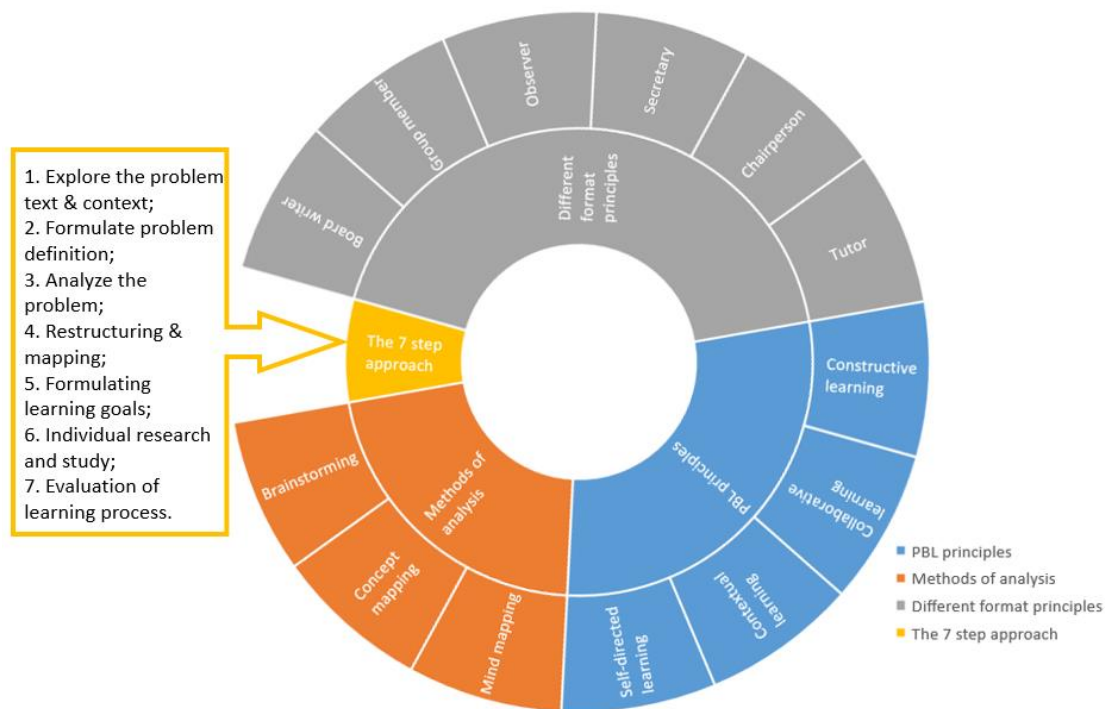 1. Explore the problem
text & context;
2. Formulate problem
definition;
3. Analyze the
problem;
4. Restructuring &
mapping;
5. Formulating
learning goals;
6. Individual research
and study;
7. Evaluation of
learning process.
Board writer
Group member
Observer
Secretary
Chairperson
Tutor
Different
format
principles
The 7 step
approach
Constructive
learning
Collaborative
learning
Contextual
learning
Self-directed
learning
PBL principles
Methods of
analysis
Brainstorming
Concept
mapping
Mind mapping
PBL principles
Methods of analysis
Different format principles
The 7 step approach